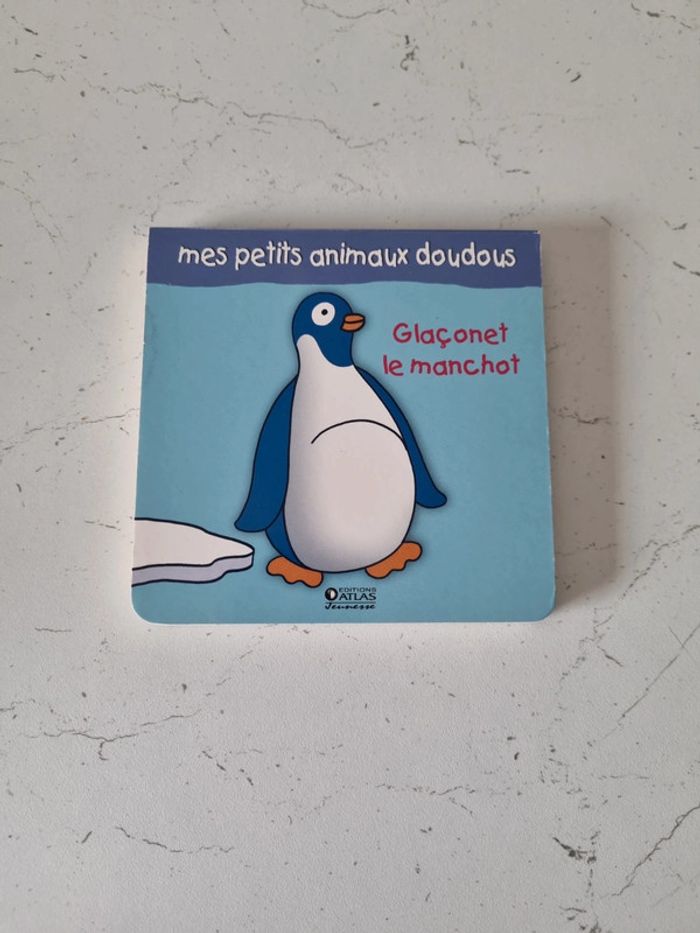 mes petits animaux doudous
Glaçonet
le manchot
EDITIONS
ATLAS
Jeunesse